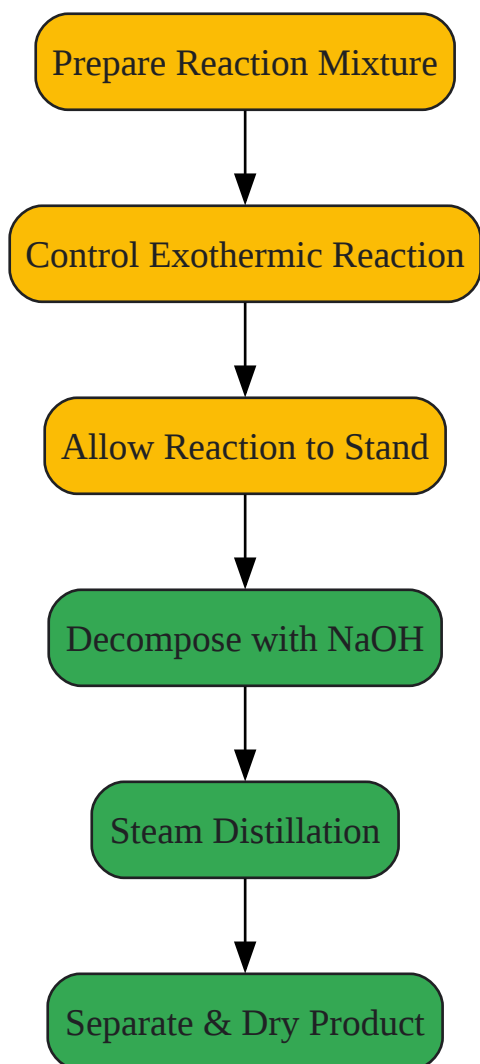 Prepare Reaction Mixture
Control Exothermic Reaction
Allow Reaction to Stand
Decompose with NaOH
Steam Distillation
Separate & Dry Product